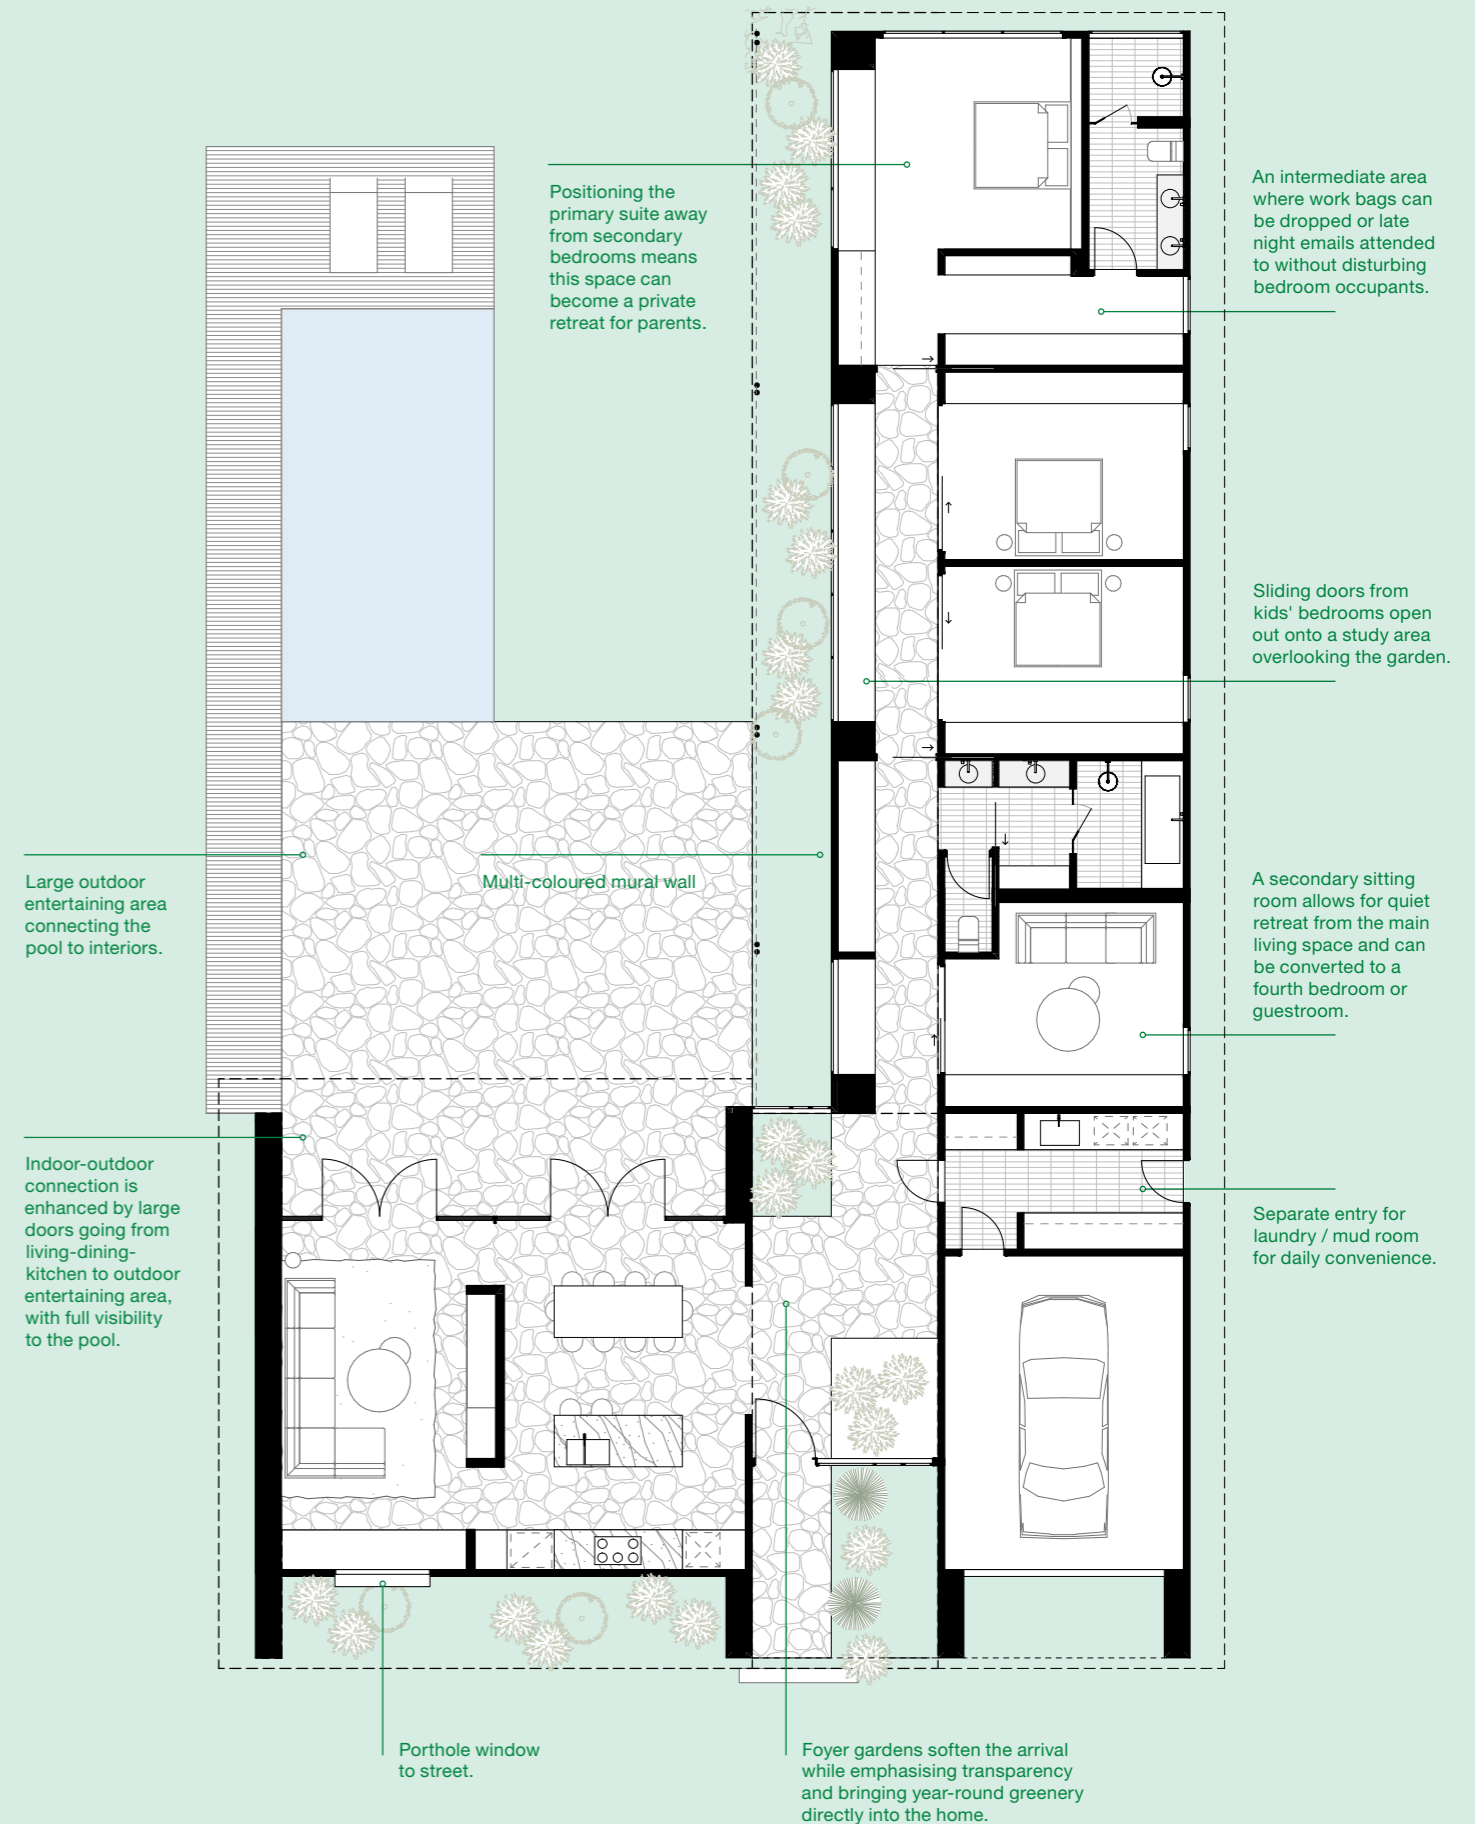 Positioning the
primary suite away
from secondary
bedrooms means
this space can
become a private
retreat for parents.
An intermediate area
where work bags can
be dropped or late
night emails attended
to without disturbing
bedroom occupants.
Sliding doors from
kids' bedrooms open
out onto a study area
overlooking the garden.
Large outdoor
entertaining area
connecting the
pool to interiors.
Multi-coloured mural wall
A secondary sitting
room allows for quiet
retreat from the main
living space and can
be converted to a
fourth bedroom or
guestroom.
Indoor-outdoor
connection is
enhanced by large
doors going from
living-dining-
kitchen to outdoor
entertaining area,
with full visibility
to the pool.
Separate entry for
laundry / mud room
for daily convenience.
Porthole window
to street.
Foyer gardens soften the arrival
while emphasising transparency
and bringing year-round greenery
directly into the home.